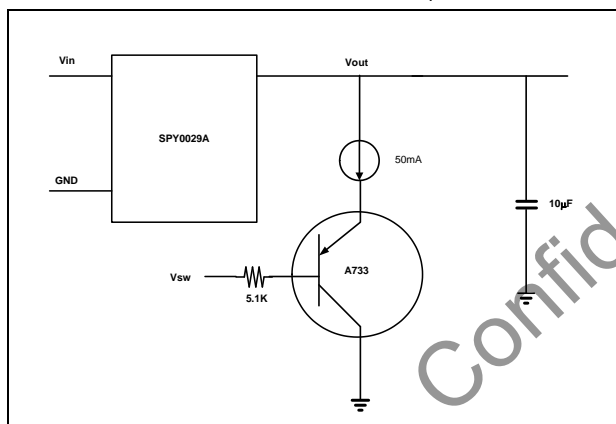 Vin
Vout
SPY0029A
50mA
GND
10μF
A733
Vsw
5.1K
Confid